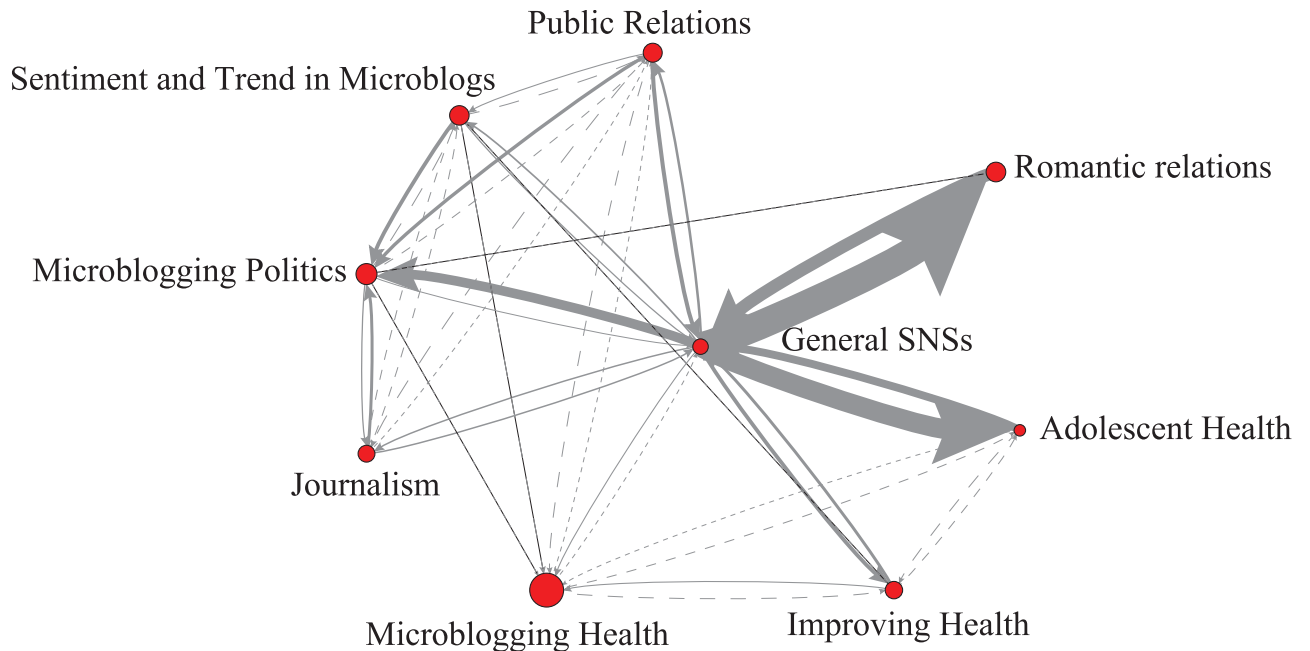 Public Relations
Sentiment and Trend in Microblogs
Romantic relations
Microblogging Politics
General SNSs
Adolescent Health
Journalism
Improving Health
Microblogging Health